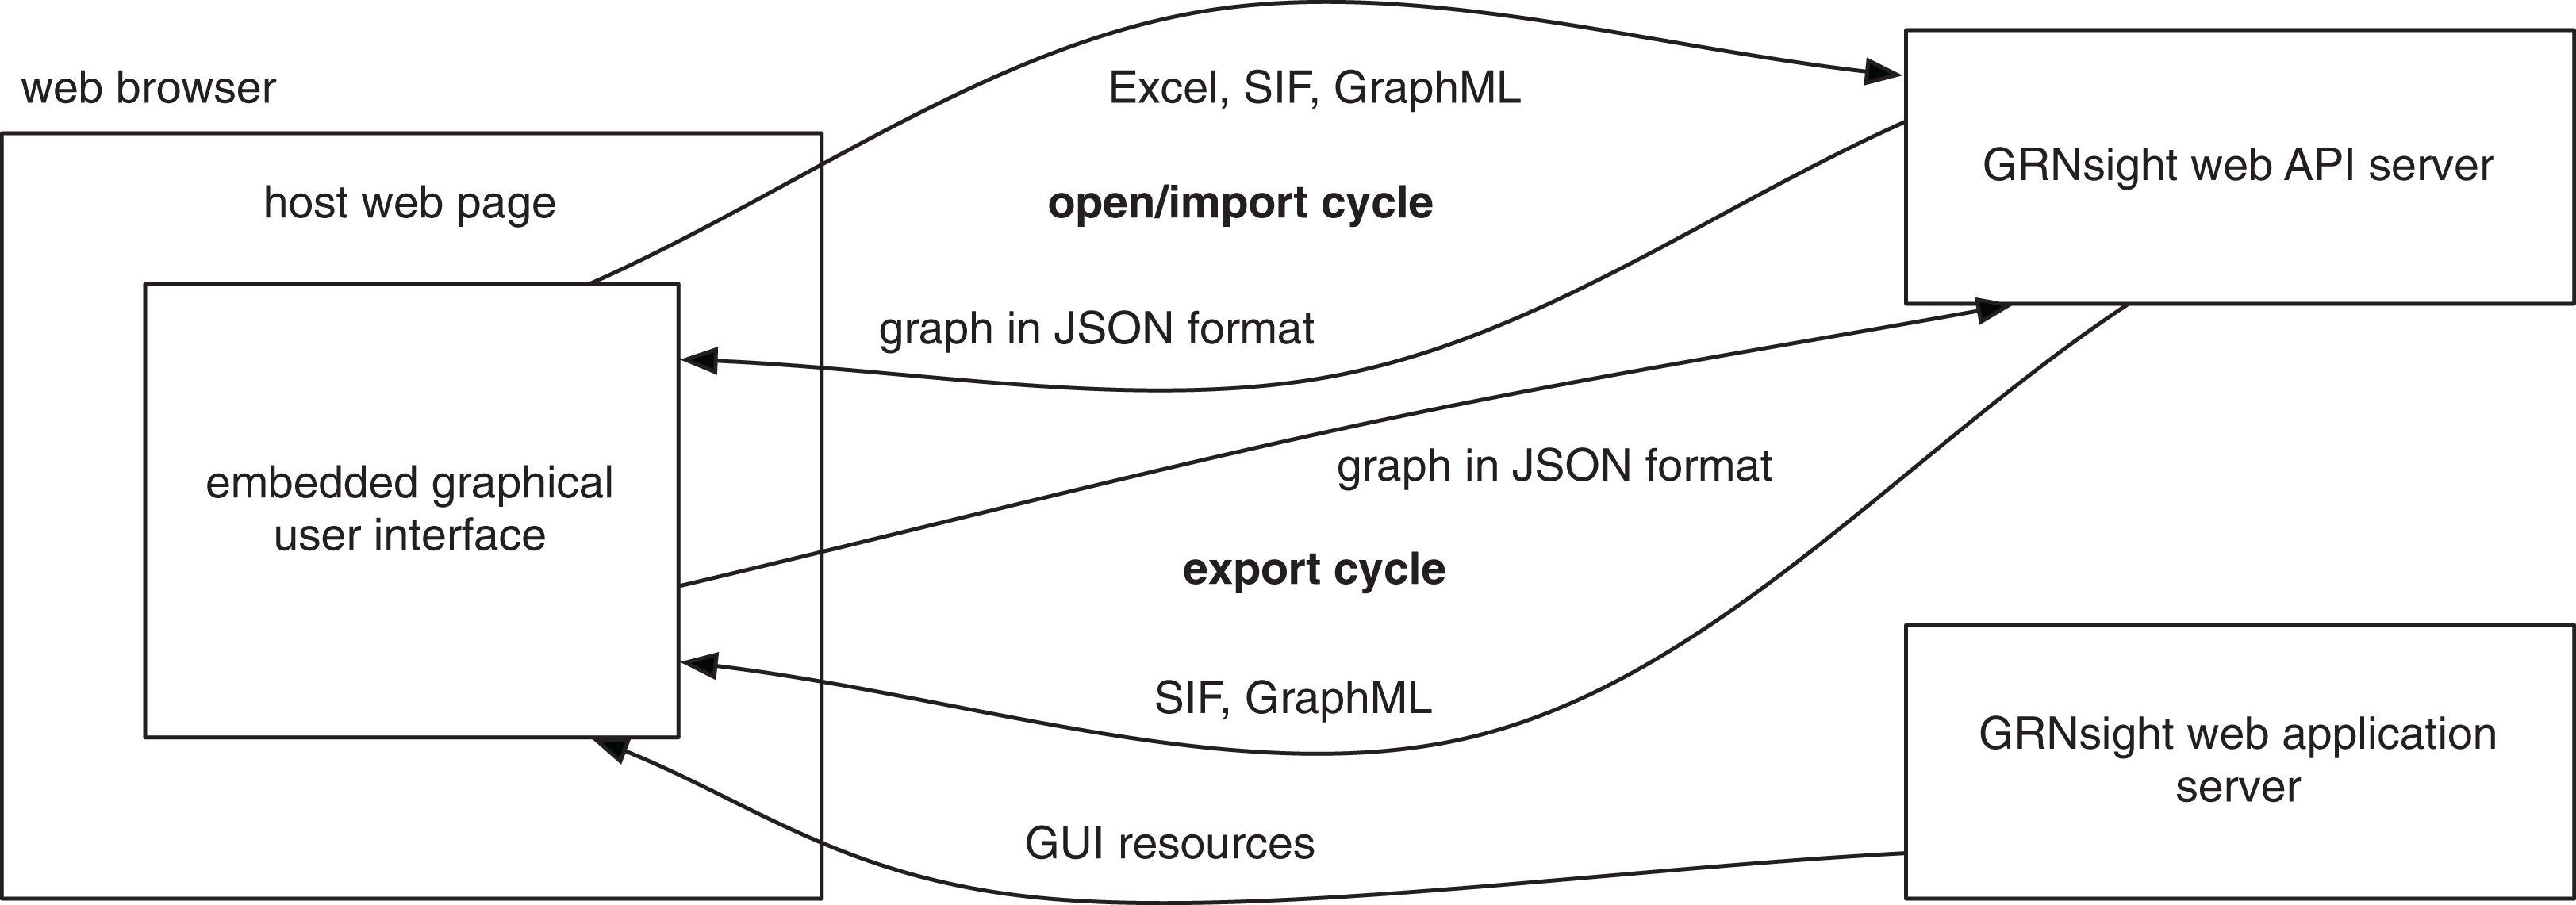 web browser
host web page
embedded graphical
user interface
Excel, SIF, GraphML
open/import cycle
graph in JSON format
graph in JSON format
export cycle
SIF, GraphML
GUI resources
GRNsight web API server
GRNsight web application
server